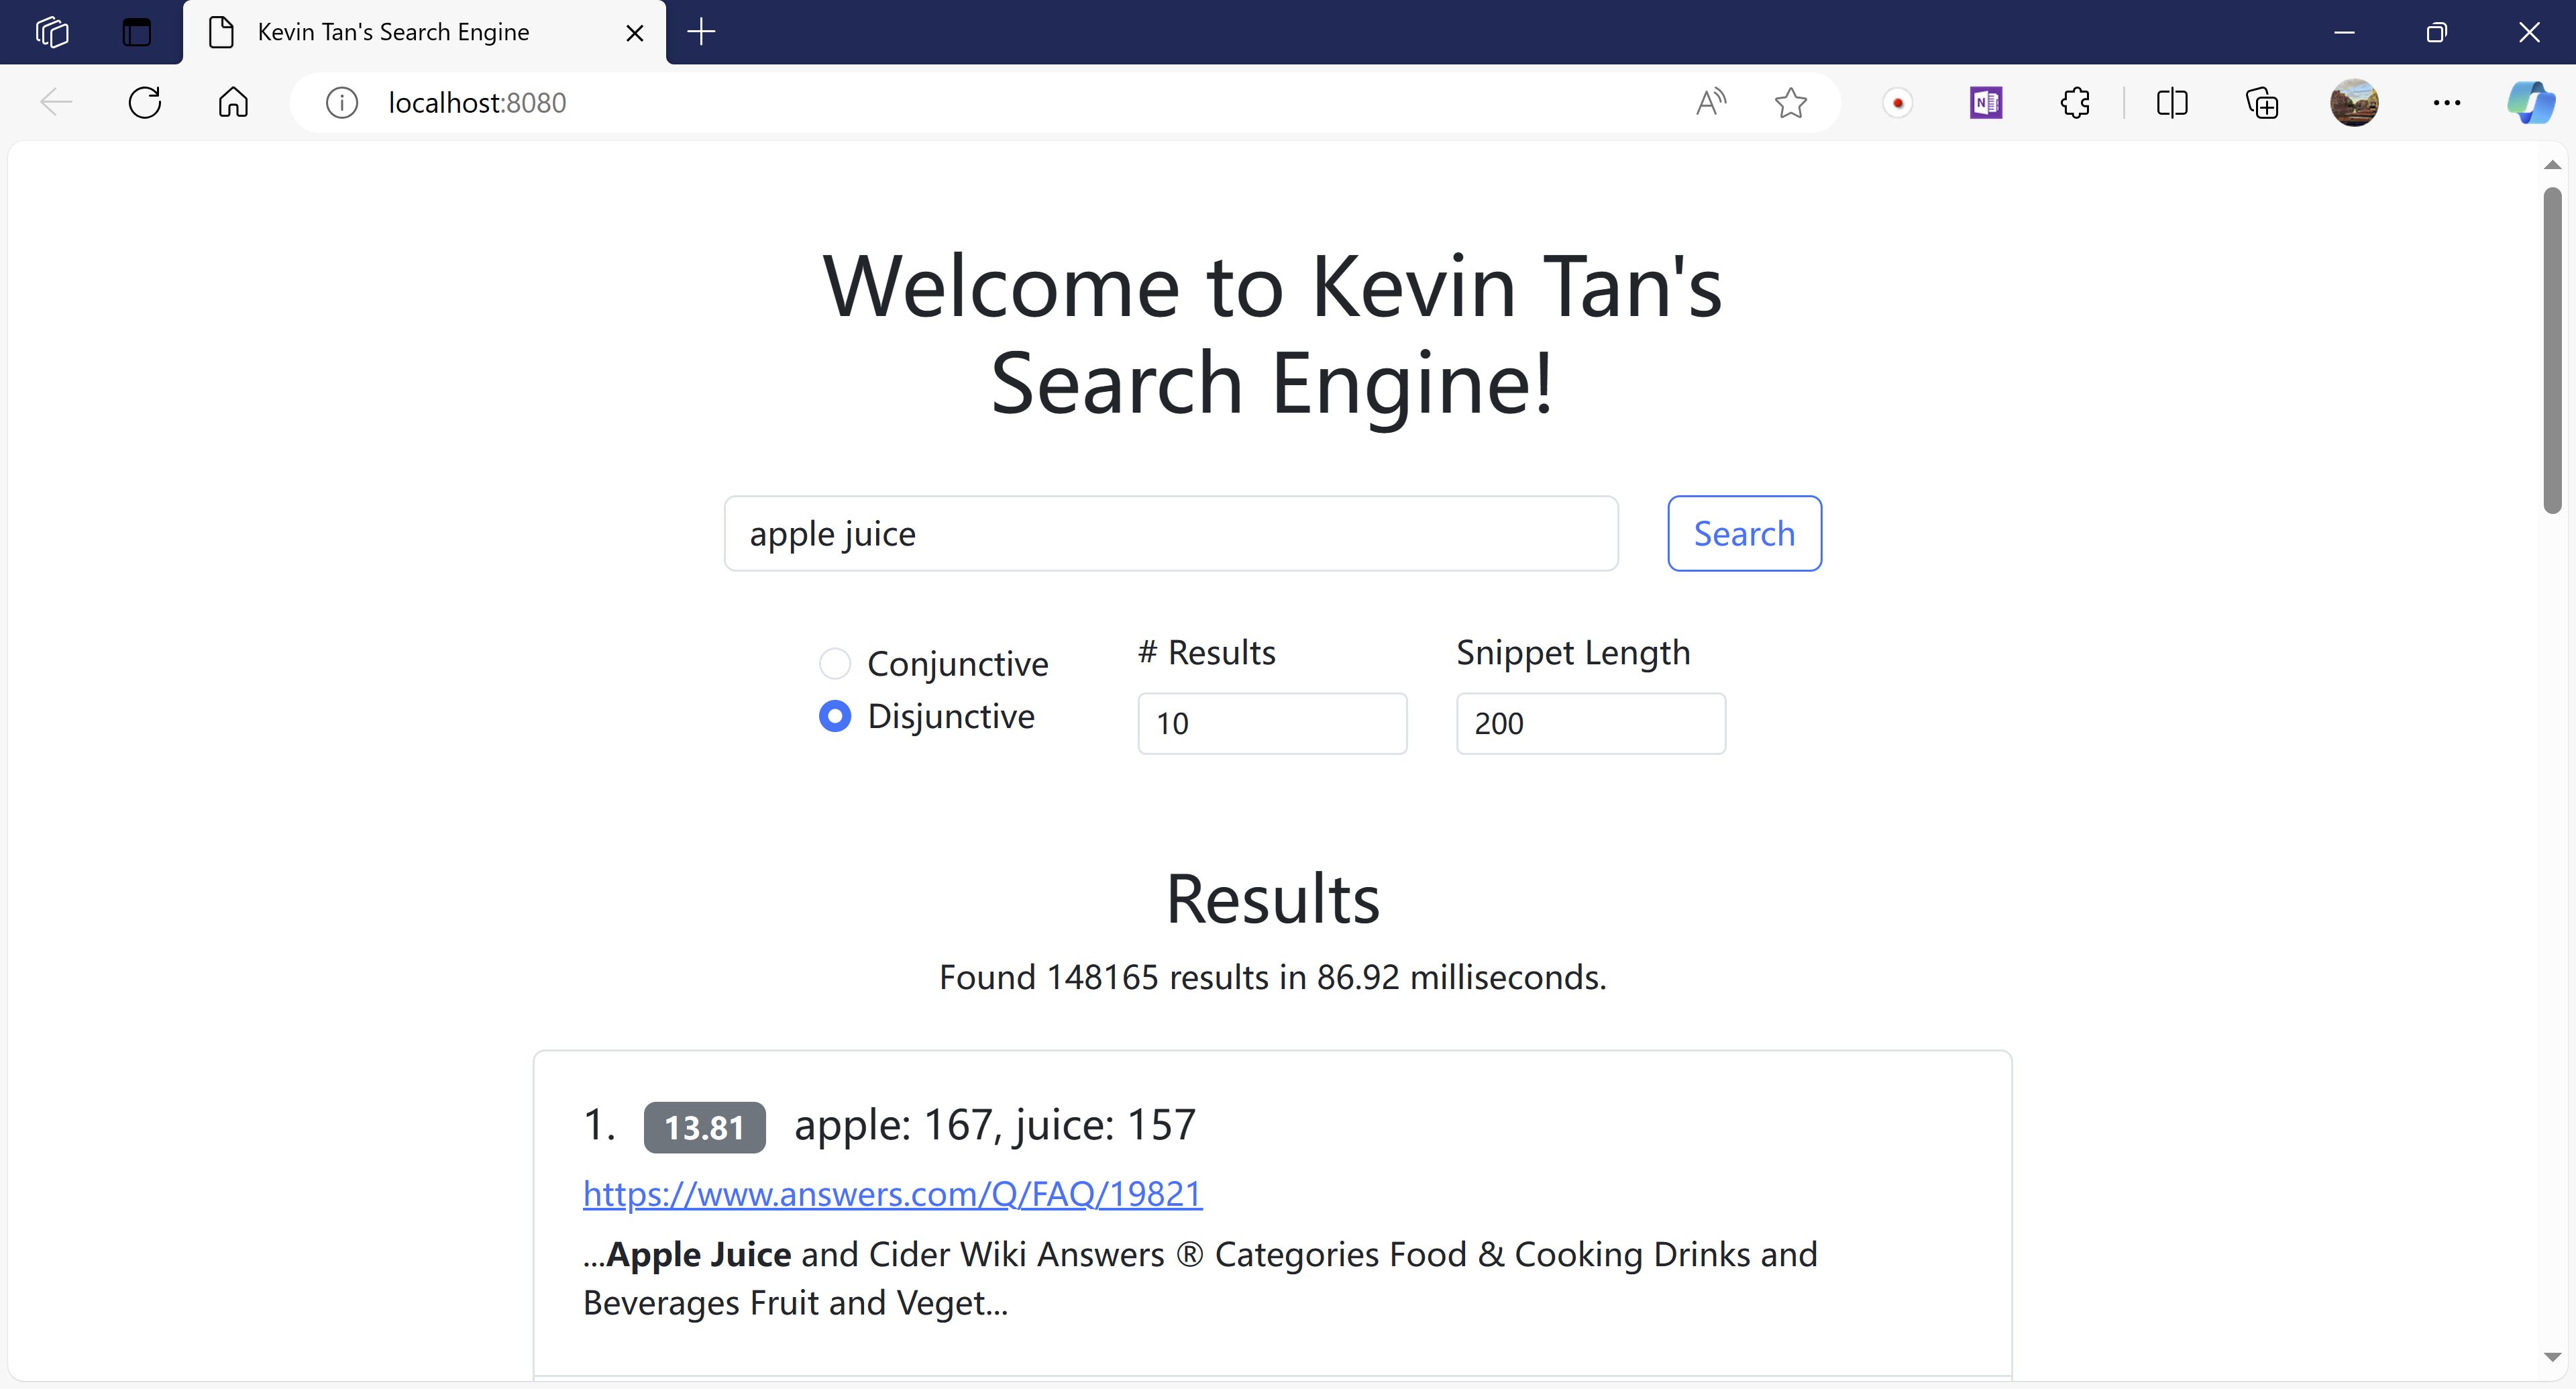 Kevin Tan's Search Engine
localhost:8080
Welcome to Kevin Tan's
Search Engine!
apple juice
Search
Conjunctive
Disjunctive
# Results
10
Snippet Length
200
Results
Found 148165 results in 86.92 milliseconds.
1. 13.81 apple: 167, juice: 157
https://www.answers.com/Q/FAQ/19821
...Apple Juice and Cider Wiki Answers ® Categories Food & Cooking Drinks and
Beverages Fruit and Veget...